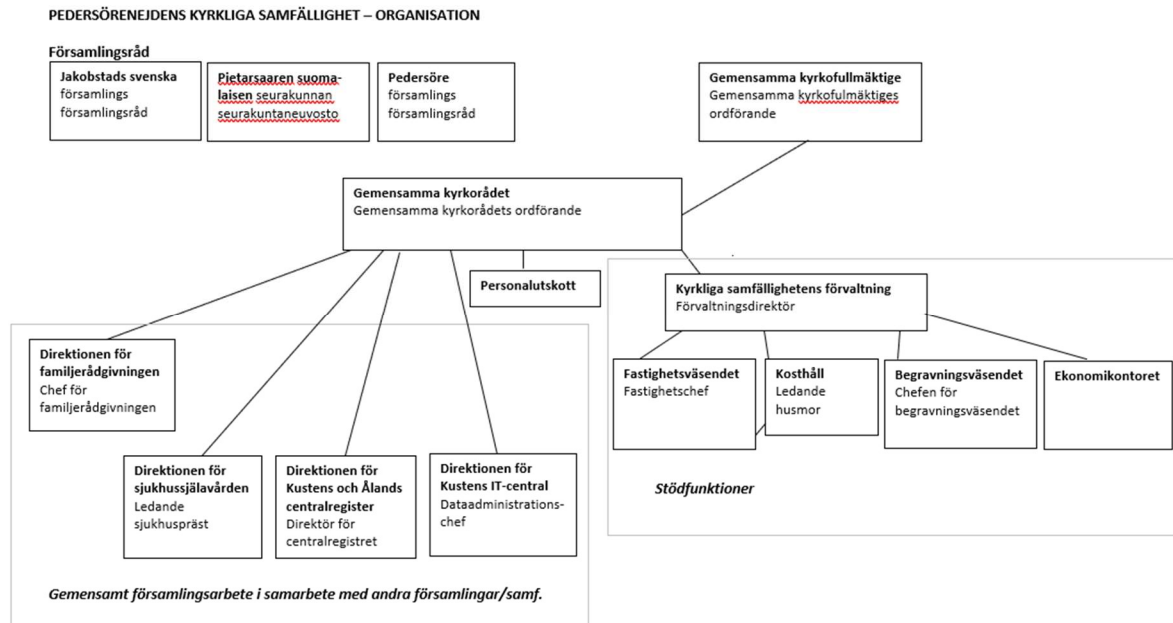 PEDERSÖRENEJDENS KYRKLIGA SAMFÄLLIGHET – ORGANISATION
Församlingsråd
Jakobstads svenska
församlings
församlingsråd
Pietarsaaren suoma-
laisen seurakunnan
seurakuntaneuvosto
Pedersöre
församlings
församlingsråd
Gemensamma kyrkofullmäktige
Gemensamma kyrkofulmäktiges
ordförande
Gemensamma kyrkorådet
Gemensamma kyrkorådets ordförande
Personalutskott
Kyrkliga samfällighetens förvaltning
Förvaltningsdirektör
Direktionen för
familjerådgivningen
Chef för
familjerådgivningen
Fastighetsväsendet
Fastighetschef
Kosthåll
Ledande
husmor
Begravningsväsendet
Chefen för
begravningsväsendet
Ekonomikontoret
Direktionen för
sjukhussjälavården
Ledande
sjukhuspräst
Direktionen för
Kustens och Ålands
centralregister
Direktör för
centralregistret
Direktionen för
Kustens IT-central
Dataadministrations-
chef
Stödfunktioner
Gemensamt församlingsarbete i samarbete med andra församlingar/samf.